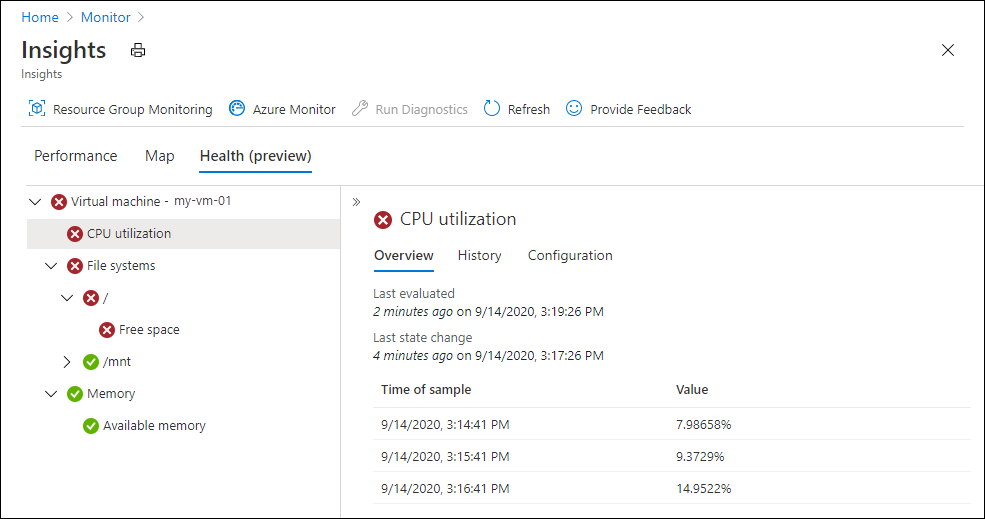 Home > Monitor >
Insights
Insights
Resource Group Monitoring Azure Monitor Run Diagnostics Refresh Provide Feedback
Performance Map Health (preview)
Virtual machine - my-vm-01
CPU utilization
File systems
/
Free space
/mnt
Memory
Available memory
CPU utilization
Overview History Configuration
Last evaluated
2 minutes ago on 9/14/2020, 3:19:26 PM
Last state change
4 minutes ago on 9/14/2020, 3:17:26 PM
Time of sample Value
9/14/2020, 3:14:41 PM 7.98658%
9/14/2020, 3:15:41 PM 9.3729%
9/14/2020, 3:16:41 PM 14.9522%